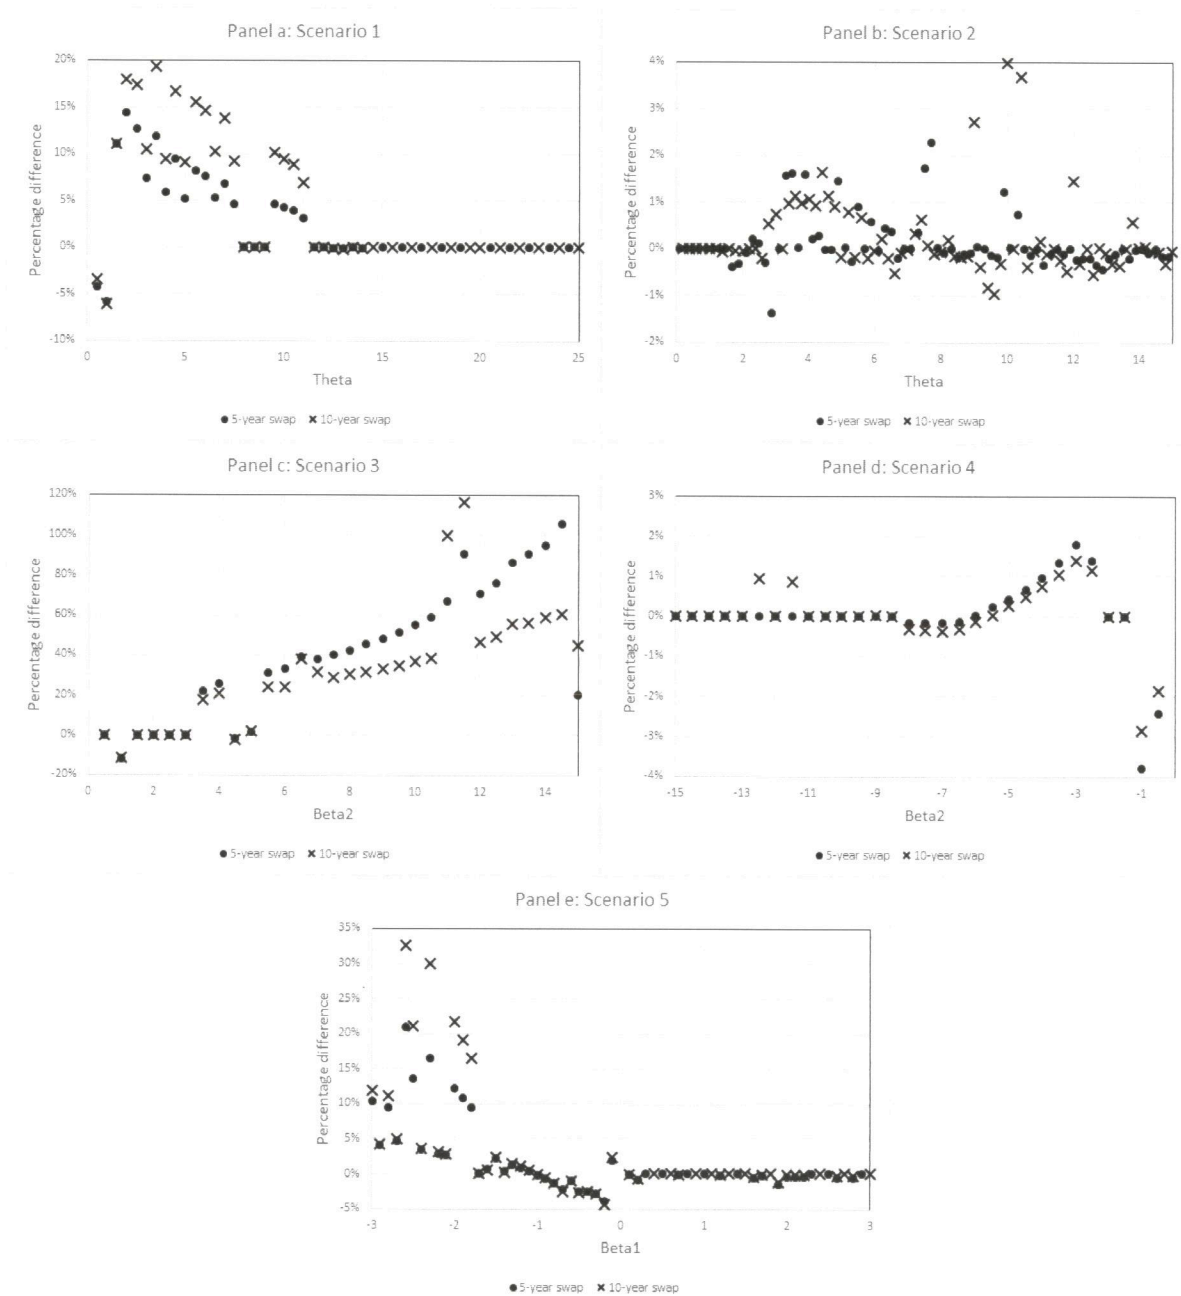 Panel a: Scenario 1
Percentage difference
20%
15%
10%
5%
0%
-5%
-10%
0 5 10 15 20 25
Theta
5-year swap 10-year swap
Panel b: Scenario 2
Percentage difference
4%
3%
2%
1%
0%
-1%
-2%
0 2 4 6 8 10 12 14
Theta
5-year swap 10-year swap
Panel c: Scenario 3
Percentage difference
120%
100%
80%
60%
40%
20%
0%
-20%
0 2 4 6 8 10 12 14
Beta2
5-year swap 10-year swap
Panel d: Scenario 4
Percentage difference
3%
2%
1%
0%
-1%
-2%
-3%
-4%
-15 -13 -11 -9 -7 -5 -3 -1
Beta2
5-year swap 10-year swap
Panel e: Scenario 5
Percentage difference
35%
30%
25%
20%
15%
10%
5%
0%
-5%
-3 -2 -1 0 1 2 3
Beta1
5-year swap 10-year swap